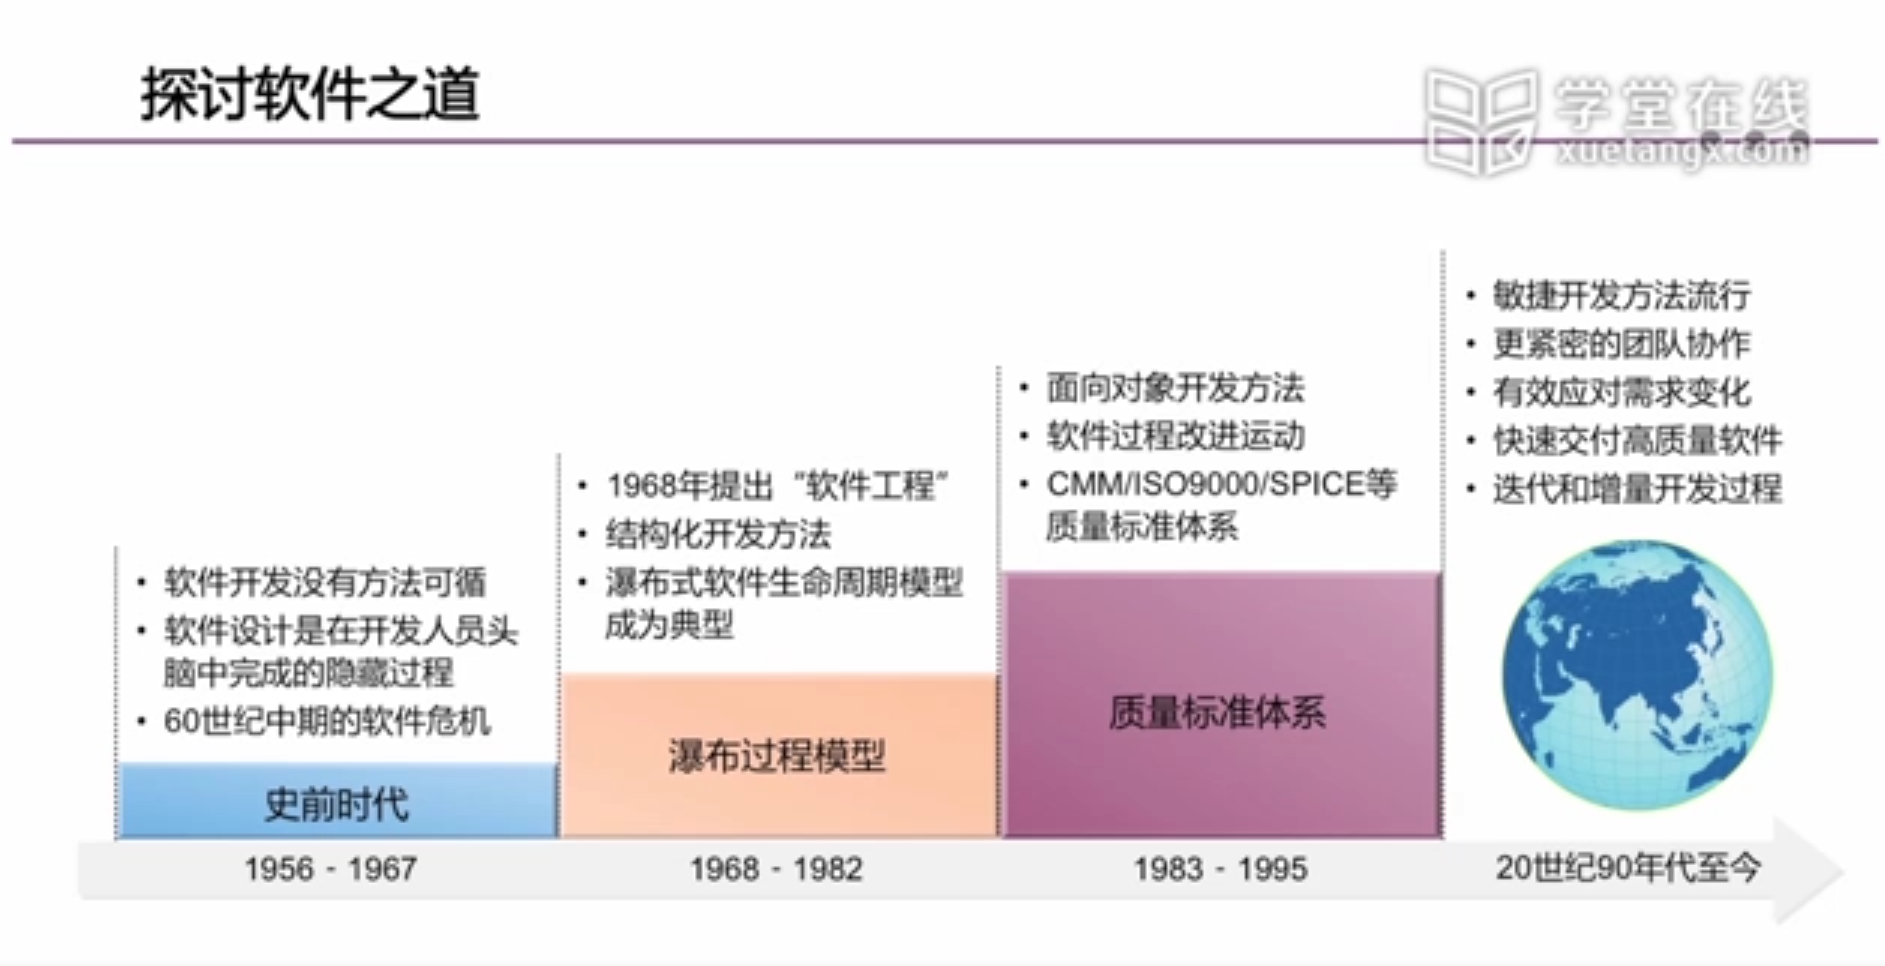 探讨软件之道
学堂在线
xuetangx.com
• 软件开发没有方法可循
• 软件设计是在开发人员头
脑中完成的隐藏过程
• 60世纪中期的软件危机
史前时代
1956 - 1967
• 1968年提出“软件工程”
• 结构化开发方法
• 瀑布式软件生命周期模型
成为典型
瀑布过程模型
1968 - 1982
• 面向对象开发方法
• 软件过程改进运动
• CMM/ISO9000/SPICE等
质量标准体系
质量标准体系
1983 - 1995
• 敏捷开发方法流行
• 更紧密的团队协作
• 有效应对需求变化
• 快速交付高质量软件
• 迭代和增量开发过程
20世纪90年代至今